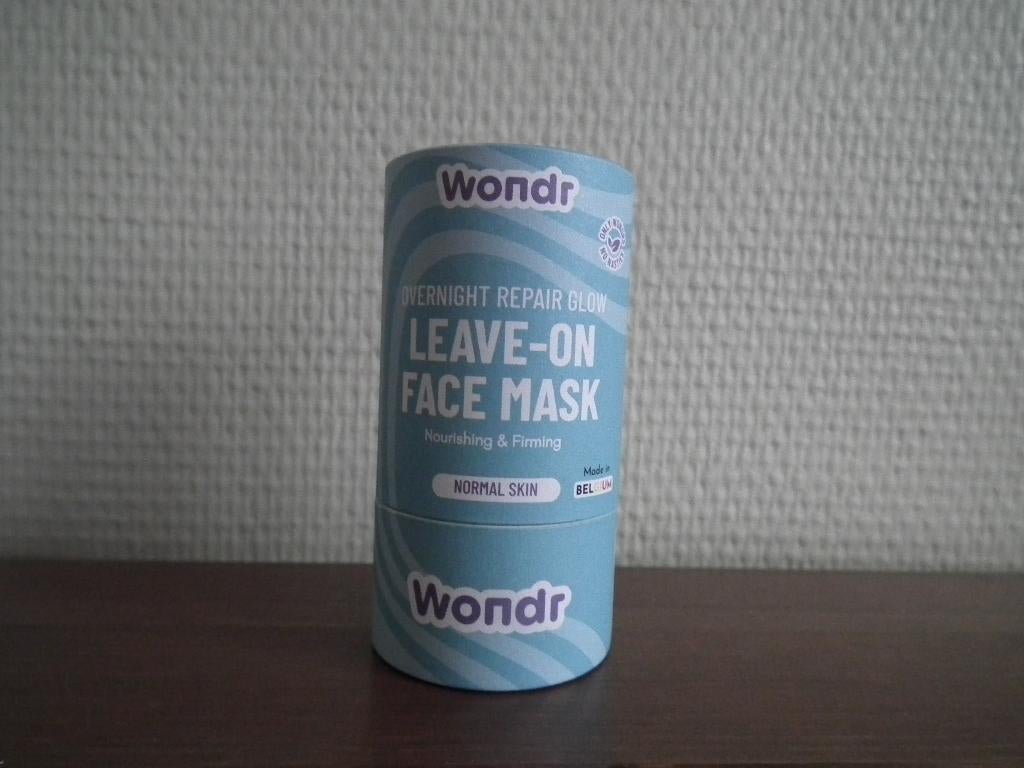 Wondr
OVERNIGHT REPAIR GLOW
LEAVE-ON
FACE MASK
Nourishing & Firming
NORMAL SKIN
Made in
BELGIUM
Wondr